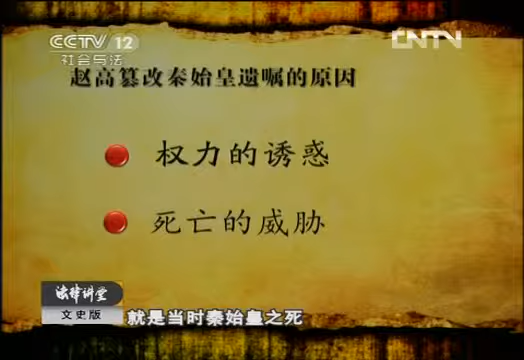 CCTV 12
CNTV
社会与法
赵高篡改秦始皇遗嘱的原因
权力的诱惑
死亡的威胁
法律讲堂
文史版
就是当时秦始皇之死